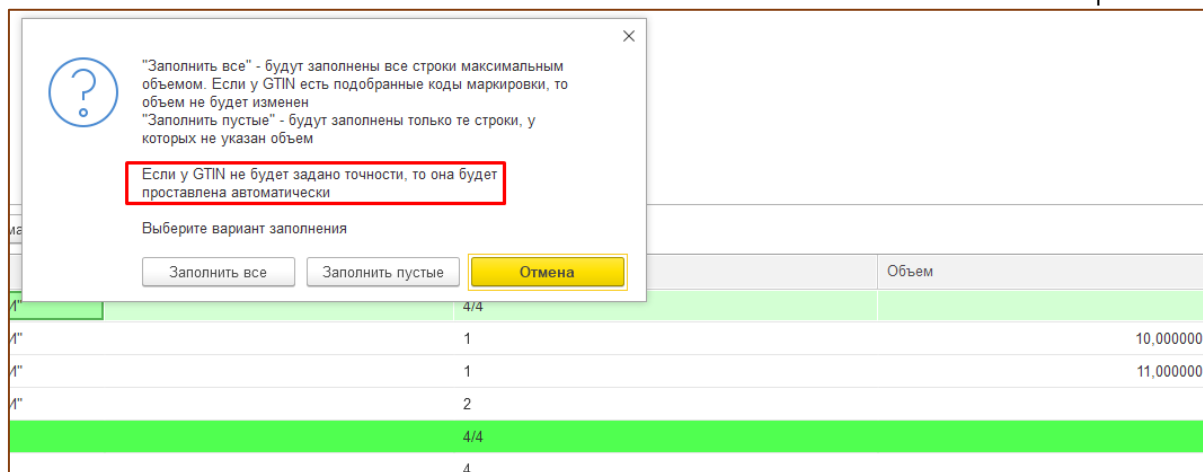 "Заполнить все" - будут заполнены все строки максимальным
объемом. Если у GTIN есть подобранные коды маркировки, то
объем не будет изменен
"Заполнить пустые" - будут заполнены только те строки, у
которых не указан объем
Если у GTIN не будет задано точности, то она будет
проставлена автоматически
Выберите вариант заполнения
Заполнить все Заполнить пустые Отмена
Объем
И" 4/4
И" 1 10,000000
И" 1 11,000000
И" 2
4/4
4